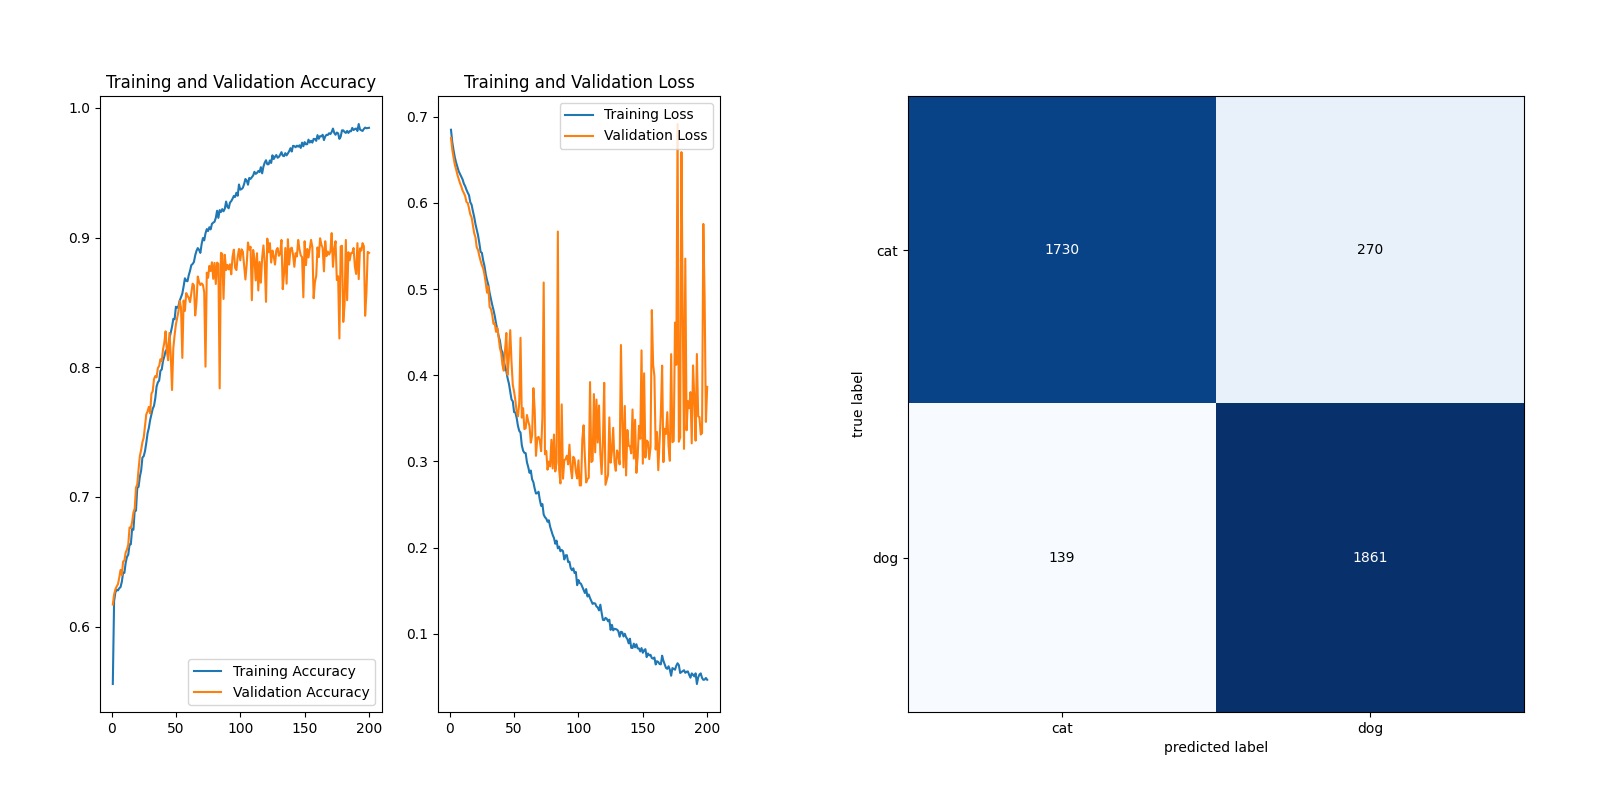 Training and Validation Accuracy
1.0
0.9
0.8
0.7
0.6
0
50
100
150
200
Training Accuracy
Validation Accuracy
Training and Validation Loss
0.7
0.6
0.5
0.4
0.3
0.2
0.1
0
50
100
150
200
Training Loss
Validation Loss
true label
cat
1730
270
dog
139
1861
cat
dog
predicted label